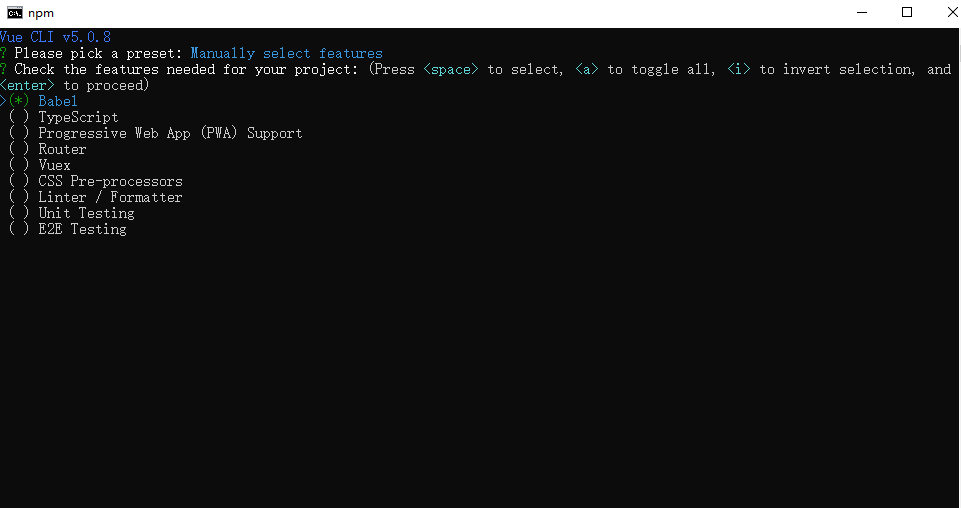 npm
Vue CLI v5.0.8
? Please pick a preset: Manually select features
? Check the features needed for your project: (Press <space> to select, <a> to toggle all, <i> to invert selection, and
<enter> to proceed)
>(*) Babel
( ) TypeScript
( ) Progressive Web App (PWA) Support
( ) Router
( ) Vuex
( ) CSS Pre-processors
( ) Linter / Formatter
( ) Unit Testing
( ) E2E Testing